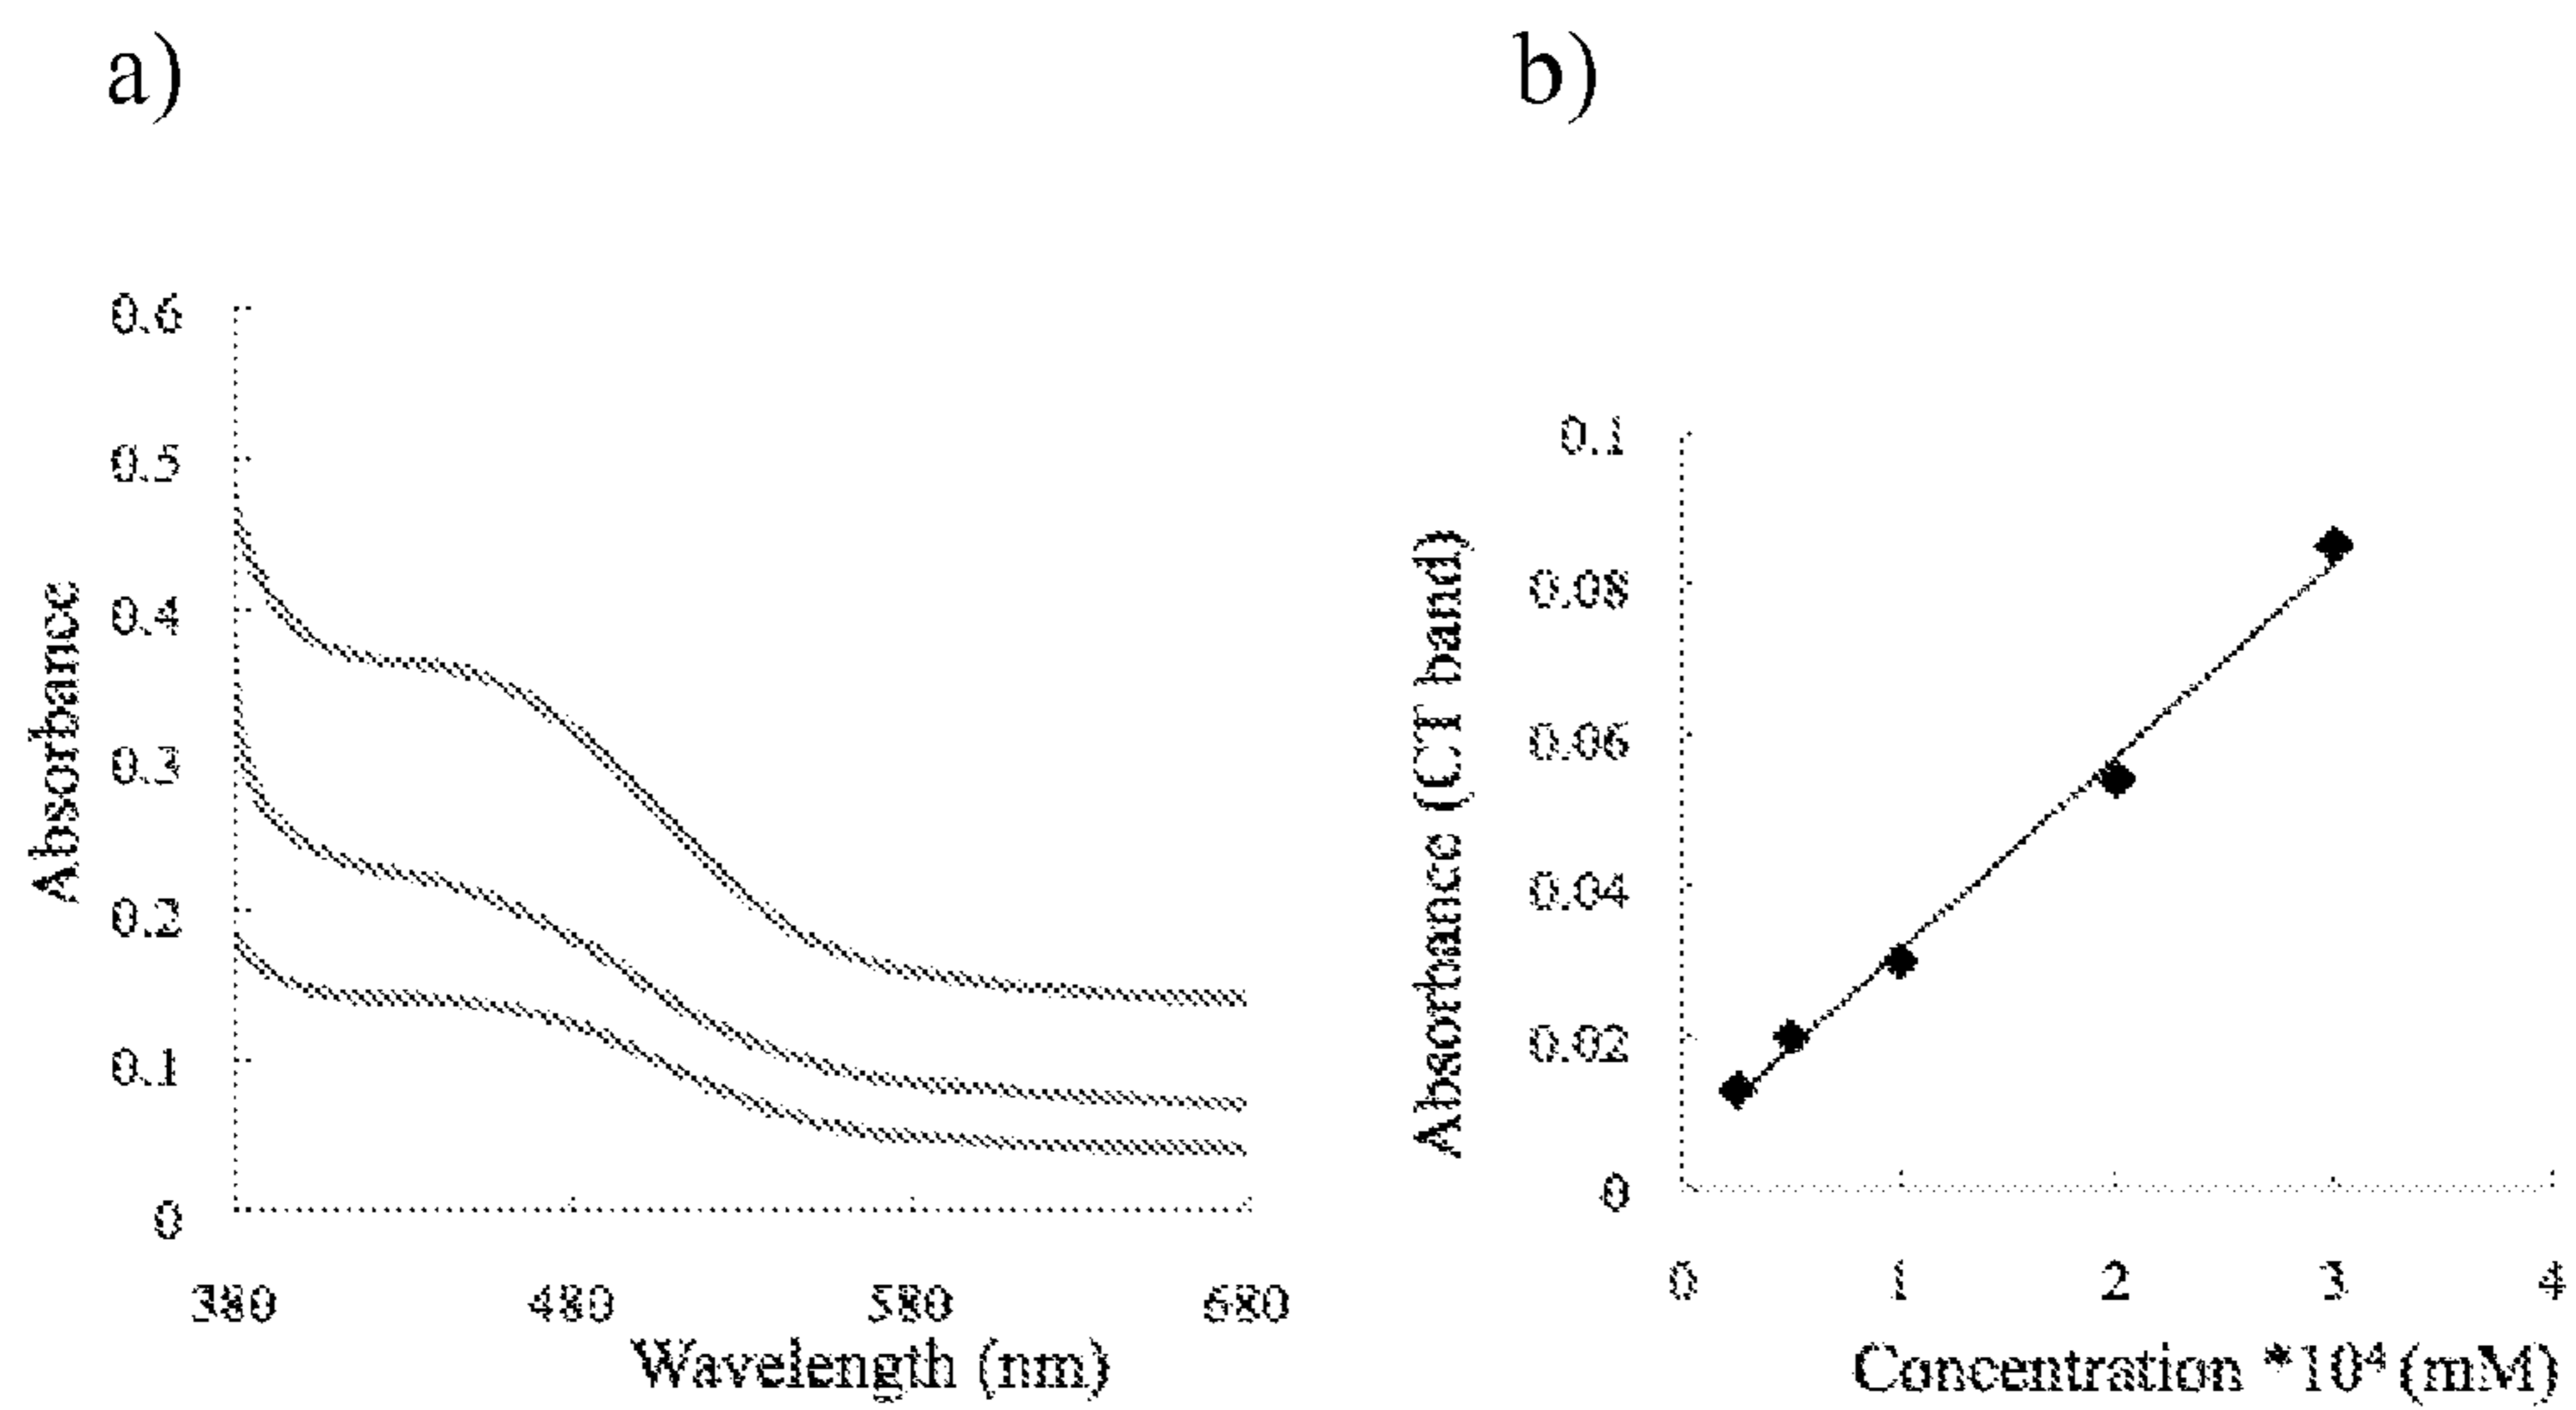 a)
b)
Absorbance
0.6
0.5
0.4
0.3
0.2
0.1
0
380 480 580 680
Wavelength (nm)
Absorbance (CT band)
0.1
0.08
0.06
0.04
0.02
0
0 1 2 3 4
Concentration *10⁴ (mM)